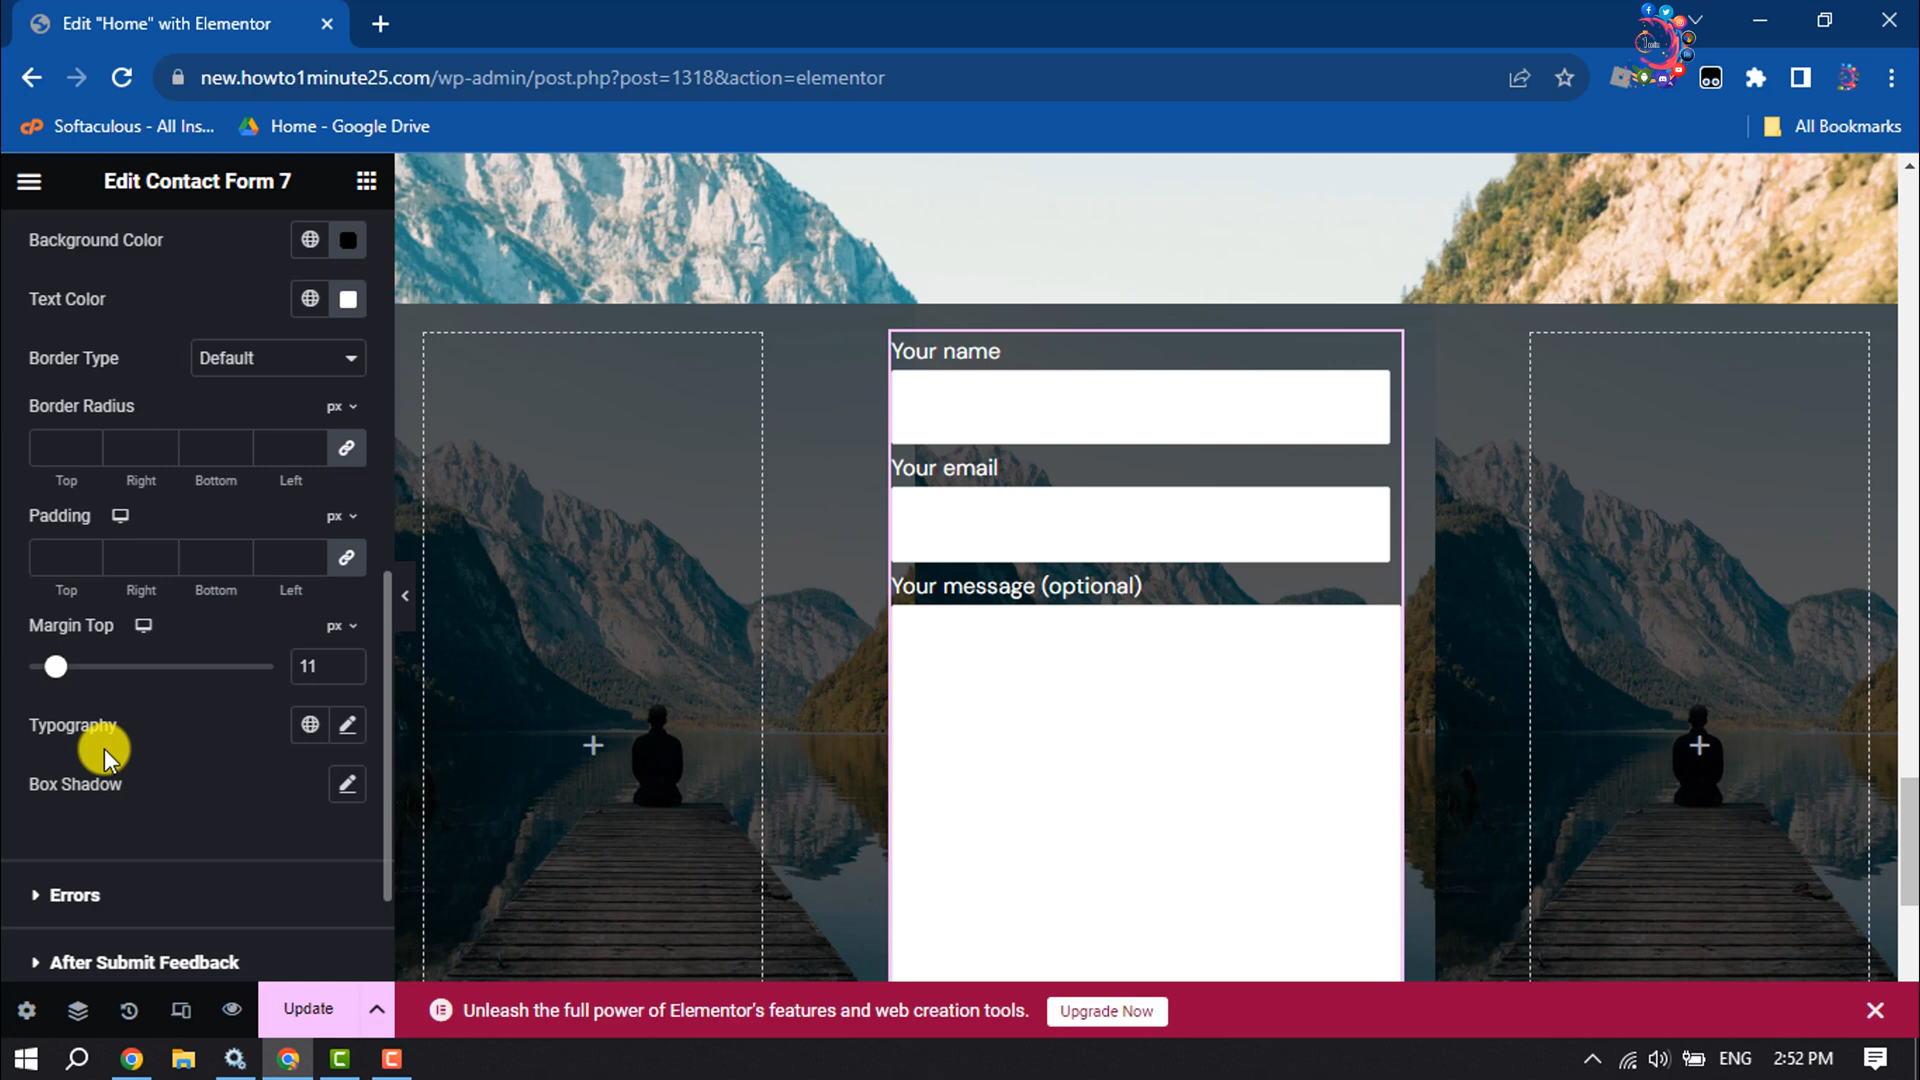 Edit "Home" with Elementor
new.howto1minute25.com/wp-admin/post.php?post=1318&action=elementor
Softaculous - All Ins...
Home - Google Drive
All Bookmarks
Edit Contact Form 7
Background Color
Text Color
Border Type
Default
Border Radius
px
Top
Right
Bottom
Left
Padding
px
Top
Right
Bottom
Left
Margin Top
px
11
Typography
Box Shadow
Errors
After Submit Feedback
Update
Your name
Your email
Your message (optional)
Unleash the full power of Elementor's features and web creation tools.
Upgrade Now
ENG
2:52 PM